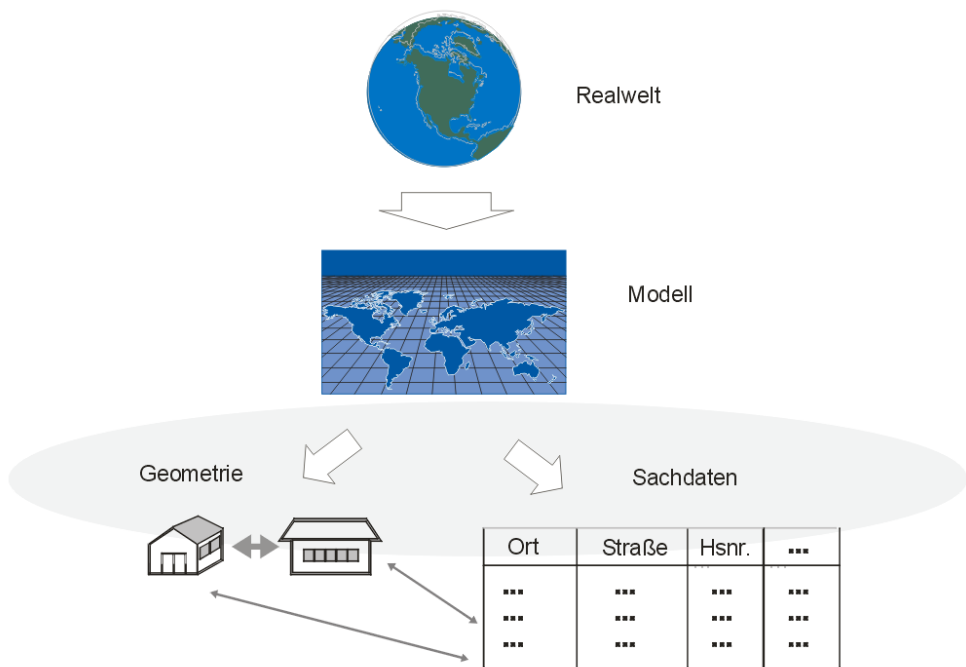 Realwelt
Modell
Geometrie
Sachdaten
Ort Straße Hsnr. ...
... ... ... ...
... ... ... ...
... ... ... ...